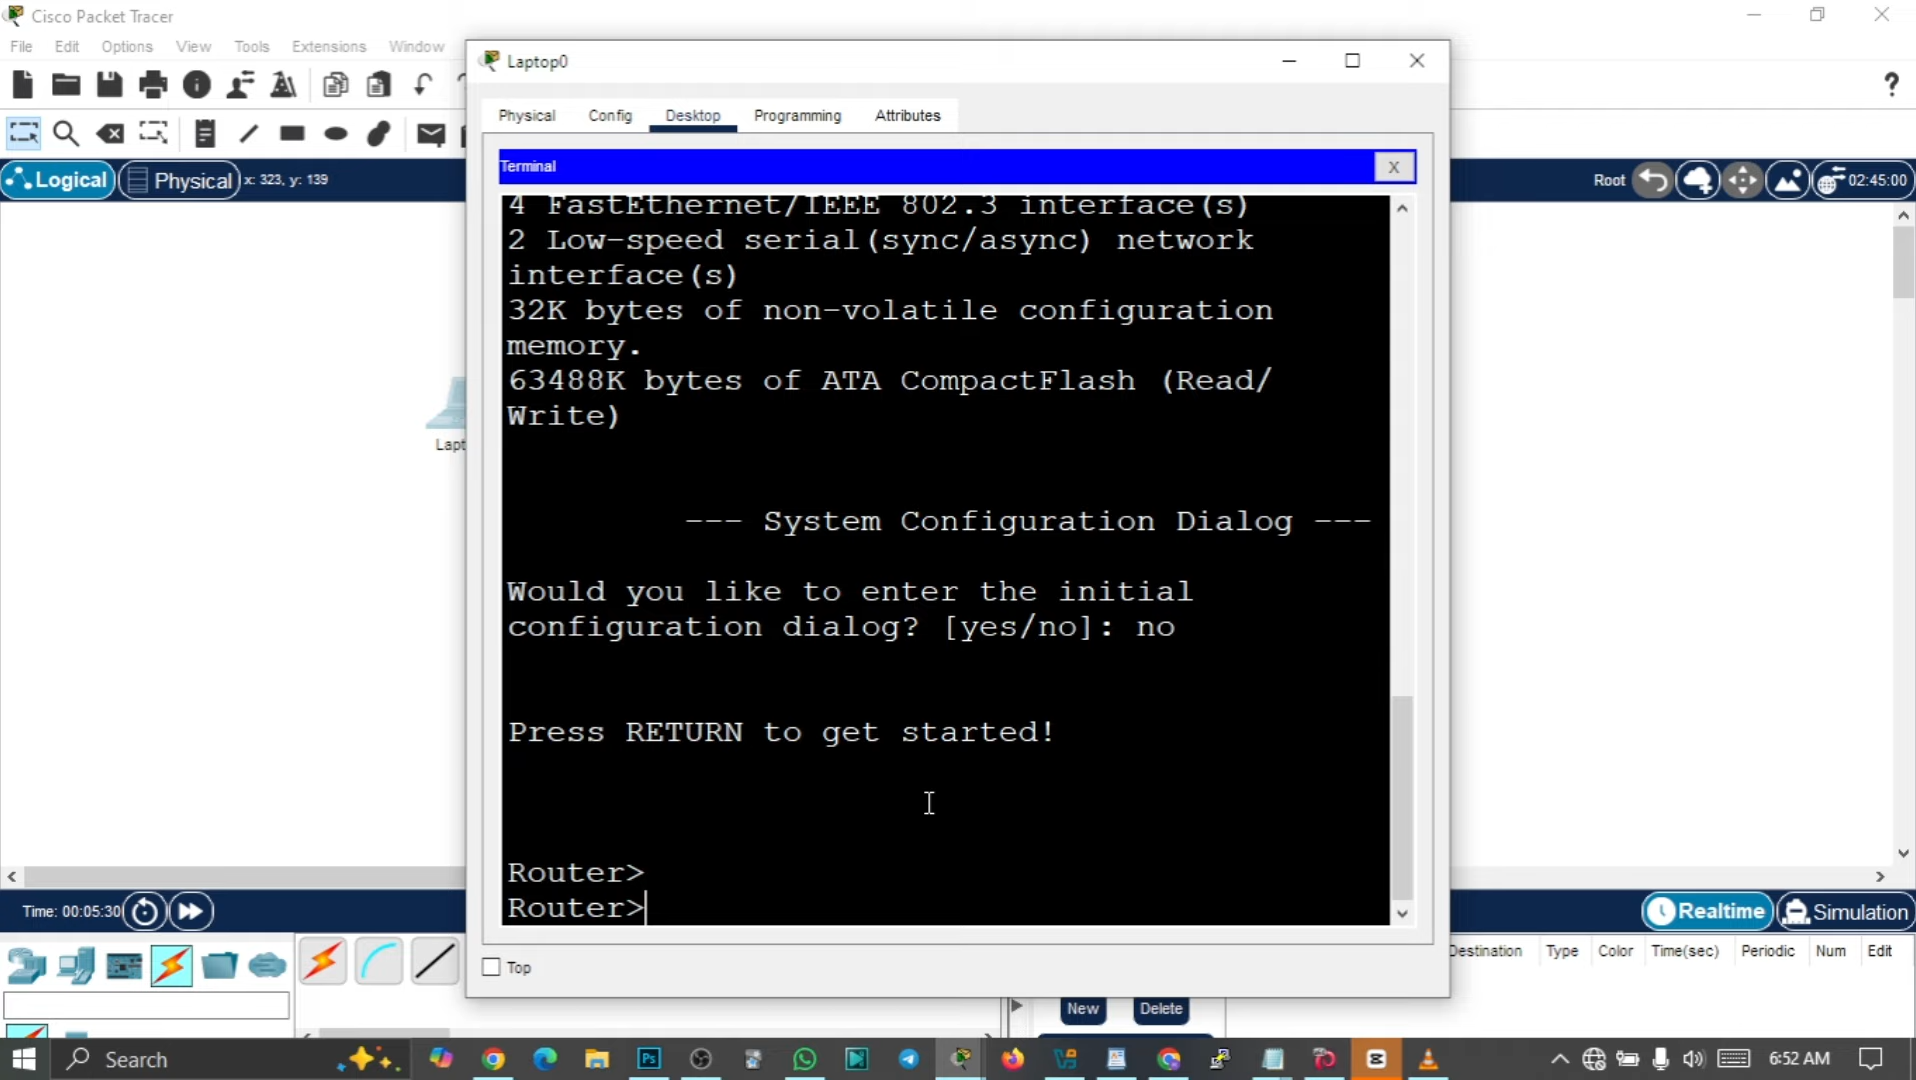 Cisco Packet Tracer
File Edit Options View Tools Extensions Window
Laptop0
Physical Config Desktop Programming Attributes
Terminal
X
Logical Physical x: 323, y: 139
Root 02:45:00
4 FastEthernet/IEEE 802.3 interface(s)
2 Low-speed serial(sync/async) network
interface(s)
32K bytes of non-volatile configuration
memory.
63488K bytes of ATA CompactFlash (Read/
Write)
Lapt
--- System Configuration Dialog ---
Would you like to enter the initial
configuration dialog? [yes/no]: no
Press RETURN to get started!
Router>
Router>
Time: 00:05:30
Realtime Simulation
Top
Destination Type Color Time(sec) Periodic Num Edit
New Delete
Search
6:52 AM